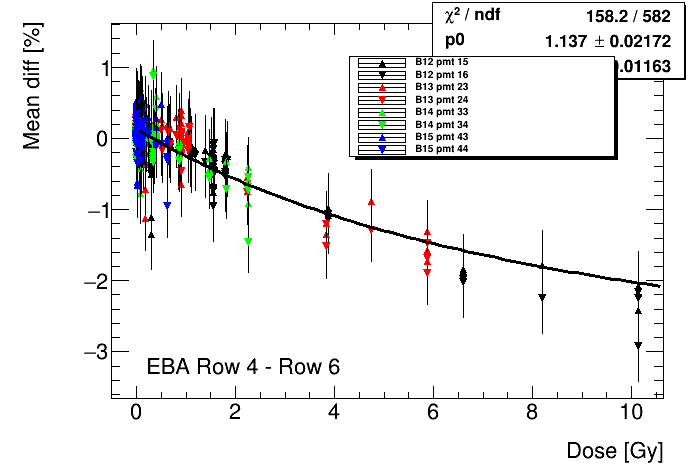 χ² / ndf 158.2 / 582
p0 1.137 ± 0.02172
0.01163
B12 pmt 15
B12 pmt 16
B13 pmt 23
B13 pmt 24
B14 pmt 33
B14 pmt 34
B15 pmt 43
B15 pmt 44
Mean diff [%]
1
0
−1
−2
−3
EBA Row 4 - Row 6
0 2 4 6 8 10
Dose [Gy]